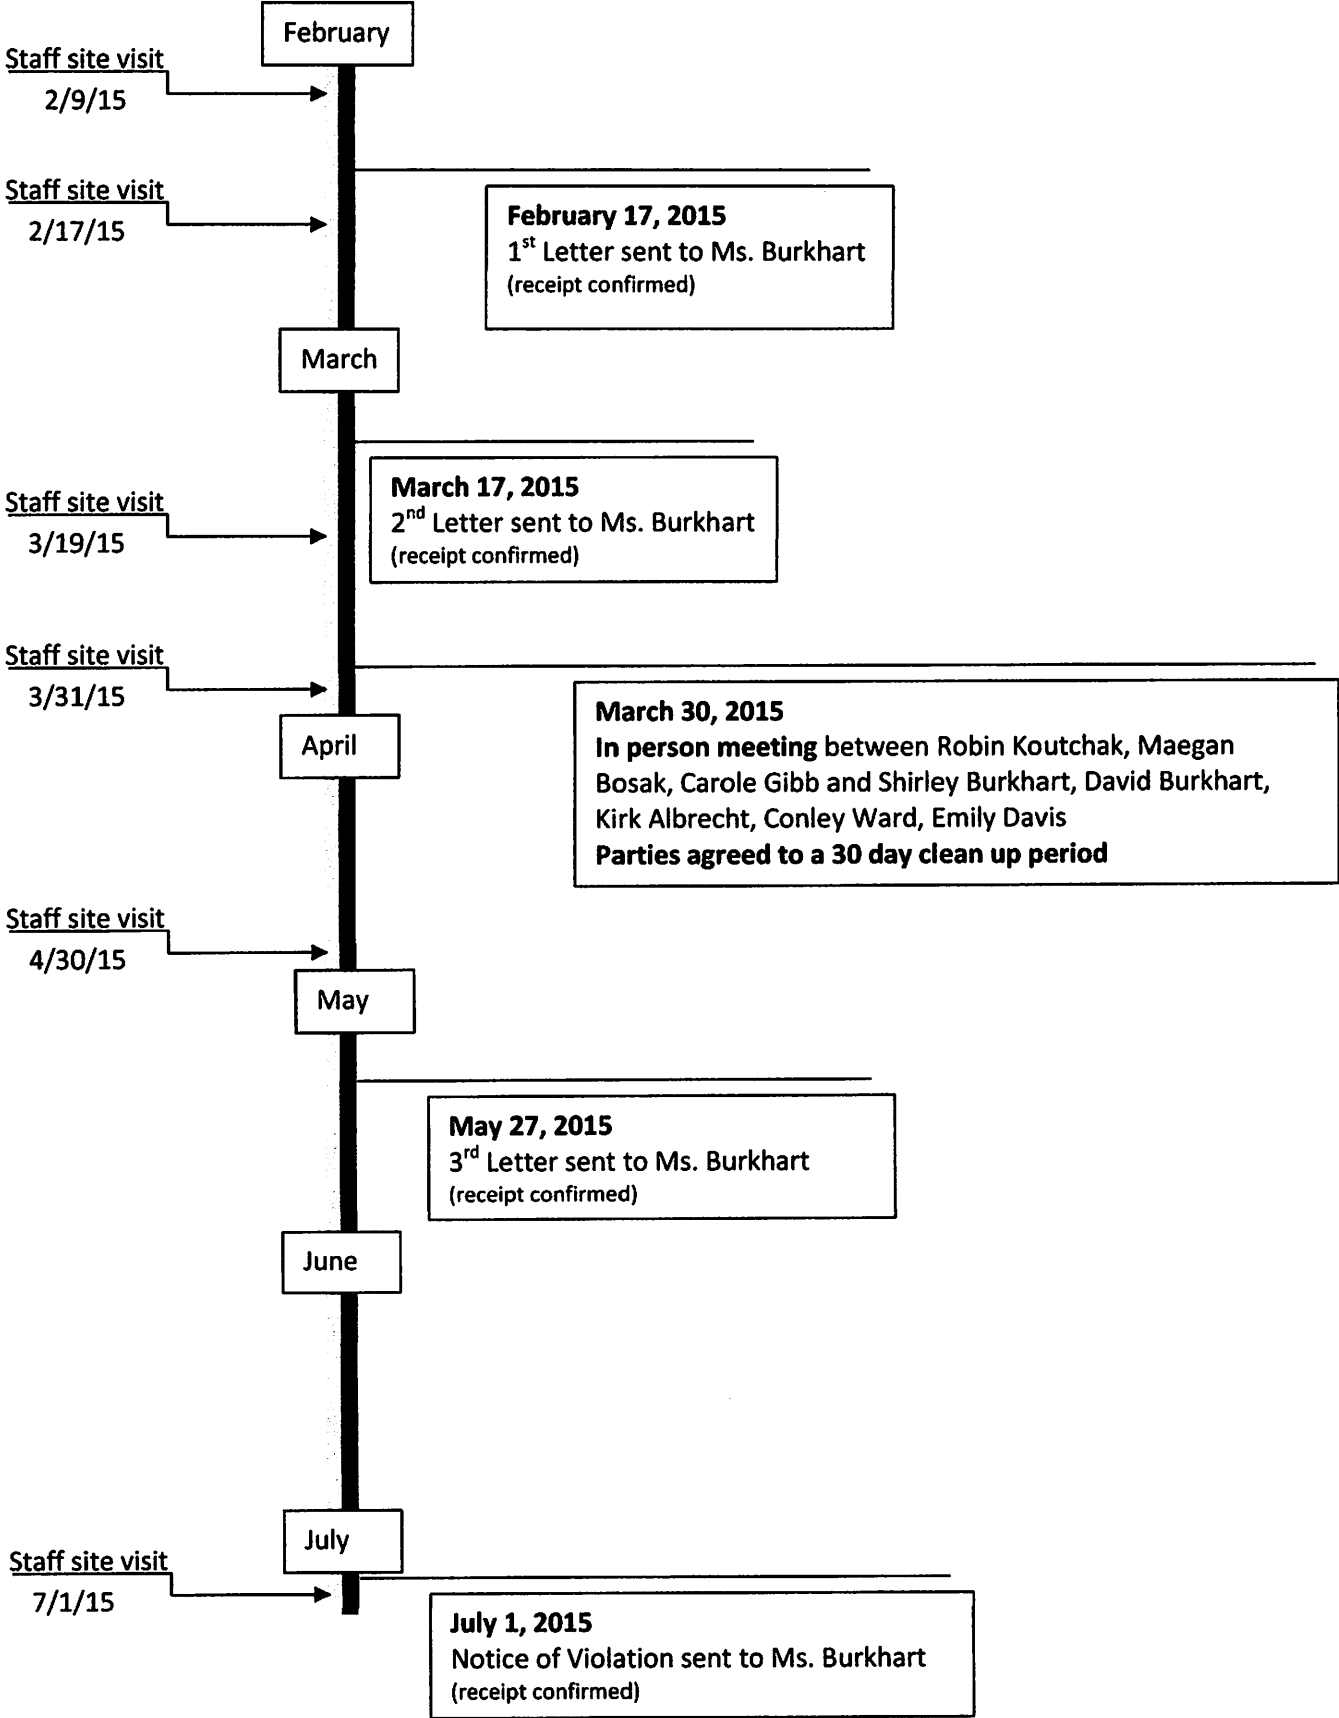 February
Staff site visit
2/9/15
Staff site visit
2/17/15
February 17, 2015
1st Letter sent to Ms. Burkhart
(receipt confirmed)
March
March 17, 2015
2nd Letter sent to Ms. Burkhart
(receipt confirmed)
Staff site visit
3/19/15
Staff site visit
3/31/15
March 30, 2015
In person meeting between Robin Koutchak, Maegan
Bosak, Carole Gibb and Shirley Burkhart, David Burkhart,
Kirk Albrecht, Conley Ward, Emily Davis
Parties agreed to a 30 day clean up period
April
Staff site visit
4/30/15
May
May 27, 2015
3rd Letter sent to Ms. Burkhart
(receipt confirmed)
June
July
Staff site visit
7/1/15
July 1, 2015
Notice of Violation sent to Ms. Burkhart
(receipt confirmed)